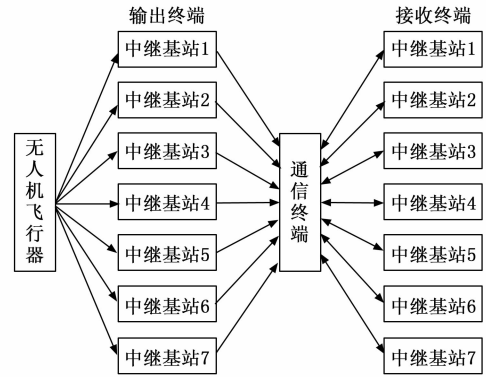 输出终端
接收终端
无人机飞行器
中继基站1
中继基站2
中继基站3
中继基站4
中继基站5
中继基站6
中继基站7
通信终端
中继基站1
中继基站2
中继基站3
中继基站4
中继基站5
中继基站6
中继基站7